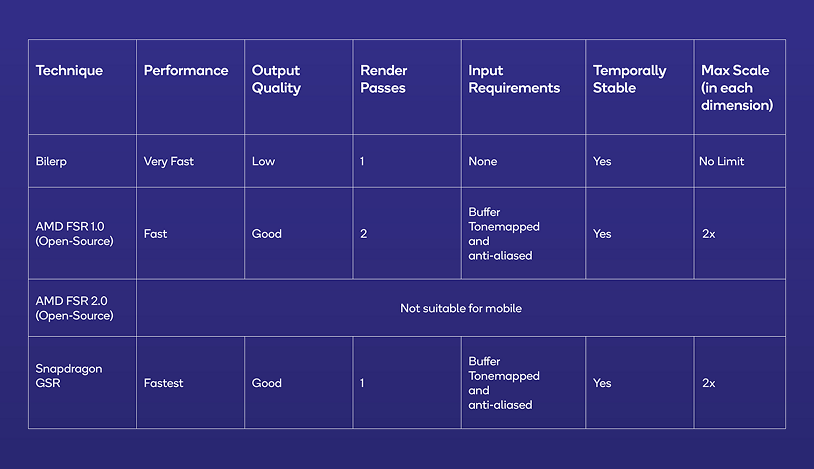 Technique
Performance
Output
Quality
Render
Passes
Input
Requirements
Temporally
Stable
Max Scale
(in each
dimension)
Bilerp
Very Fast
Low
1
None
Yes
No Limit
AMD FSR 1.0
(Open-Source)
Fast
Good
2
Buffer
Tonemapped
and
anti-aliased
Yes
2x
AMD FSR 2.0
(Open-Source)
Not suitable for mobile
Snapdragon
GSR
Fastest
Good
1
Buffer
Tonemapped
and
anti-aliased
Yes
2x